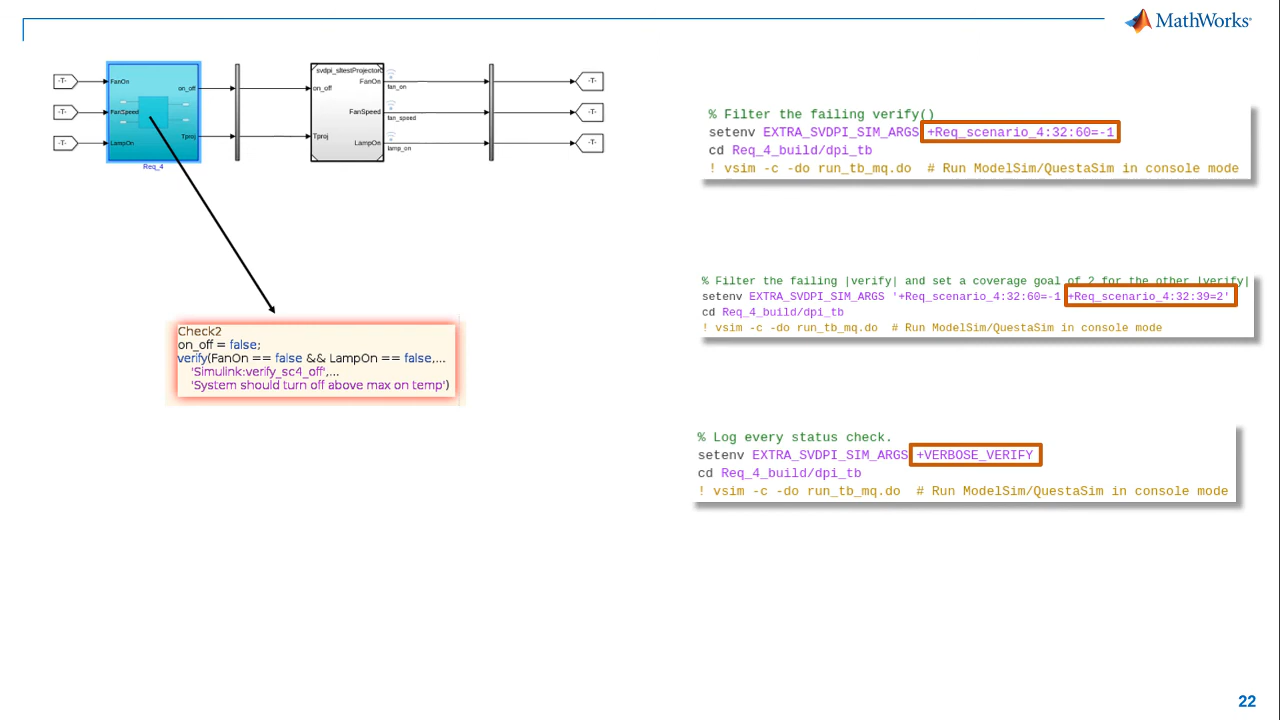 MathWorks®
-T-
-T-
-T-
FanOn
FanSpeed
LampOn
on_off
Tproj
Req_4
svdpi_sltestProjector
on_off
Tproj
FanOn
FanSpeed
LampOn
fan_on
fan_speed
lamp_on
-T-
-T-
-T-
Check2
on_off = false;
verify(FanOn == false && LampOn == false,...
'Simulink:verify_sc4_off',...
'System should turn off above max on temp')
% Filter the failing verify()
setenv EXTRA_SVDPI_SIM_ARGS +Req_scenario_4:32:60=-1
cd Req_4_build/dpi_tb
! vsim -c -do run_tb_mq.do  # Run ModelSim/QuestaSim in console mode
% Filter the failing |verify| and set a coverage goal of 2 for the other |verify|
setenv EXTRA_SVDPI_SIM_ARGS '+Req_scenario_4:32:60=-1 +Req_scenario_4:32:39=2'
cd Req_4_build/dpi_tb
! vsim -c -do run_tb_mq.do  # Run ModelSim/QuestaSim in console mode
% Log every status check.
setenv EXTRA_SVDPI_SIM_ARGS +VERBOSE_VERIFY
cd Req_4_build/dpi_tb
! vsim -c -do run_tb_mq.do  # Run ModelSim/QuestaSim in console mode
22